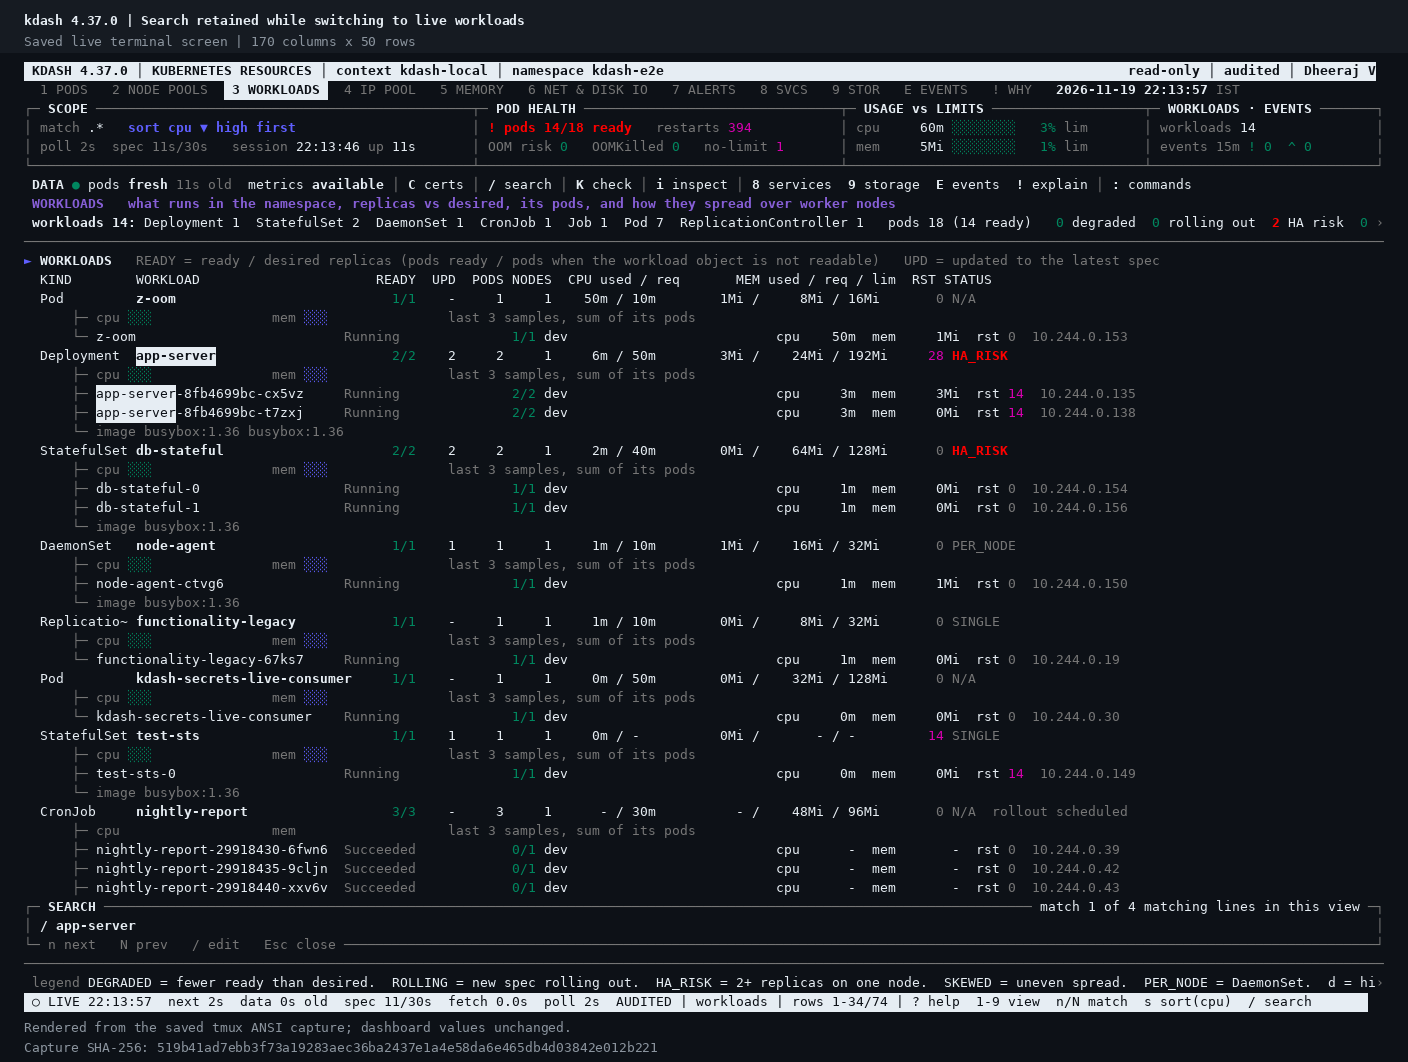 kdash 4.37.0 | Search retained while switching to live workloads
Saved live terminal screen | 170 columns x 50 rows
KDASH 4.37.0 │ KUBERNETES RESOURCES │ context kdash-local │ namespace kdash-e2e read-only │ audited │ Dheeraj V
1 PODS 2 NODE POOLS 3 WORKLOADS 4 IP POOL 5 MEMORY 6 NET & DISK IO 7 ALERTS 8 SVCS 9 STOR E EVENTS ! WHY 2026-11-19 22:13:57 IST
SCOPE POD HEALTH USAGE vs LIMITS WORKLOADS · EVENTS
match .* sort cpu ▼ high first ! pods 14/18 ready restarts 394 cpu 60m 3% lim workloads 14
poll 2s spec 11s/30s session 22:13:46 up 11s OOM risk 0 OOMKilled 0 no-limit 1 mem 5Mi 1% lim events 15m ! 0 ^ 0
DATA ● pods fresh 11s old metrics available │ C certs │ / search │ K check │ i inspect │ 8 services 9 storage E events ! explain │ : commands
WORKLOADS what runs in the namespace, replicas vs desired, its pods, and how they spread over worker nodes
workloads 14: Deployment 1 StatefulSet 2 DaemonSet 1 CronJob 1 Job 1 Pod 7 ReplicationController 1 pods 18 (14 ready) 0 degraded 0 rolling out 2 HA risk 0 ›
► WORKLOADS READY = ready / desired replicas (pods ready / pods when the workload object is not readable) UPD = updated to the latest spec
KIND WORKLOAD READY UPD PODS NODES CPU used / req MEM used / req / lim RST STATUS
Pod z-oom 1/1 - 1 1 50m / 10m 1Mi / 8Mi / 16Mi 0 N/A
├─ cpu ░░░ mem ░░░ last 3 samples, sum of its pods
└─ z-oom Running 1/1 dev cpu 50m mem 1Mi rst 0 10.244.0.153
Deployment app-server 2/2 2 2 1 6m / 50m 3Mi / 24Mi / 192Mi 28 HA_RISK
├─ cpu ░░░ mem ░░░ last 3 samples, sum of its pods
├─ app-server-8fb4699bc-cx5vz Running 2/2 dev cpu 3m mem 3Mi rst 14 10.244.0.135
├─ app-server-8fb4699bc-t7zxj Running 2/2 dev cpu 3m mem 0Mi rst 14 10.244.0.138
└─ image busybox:1.36 busybox:1.36
StatefulSet db-stateful 2/2 2 2 1 2m / 40m 0Mi / 64Mi / 128Mi 0 HA_RISK
├─ cpu ░░░ mem ░░░ last 3 samples, sum of its pods
├─ db-stateful-0 Running 1/1 dev cpu 1m mem 0Mi rst 0 10.244.0.154
├─ db-stateful-1 Running 1/1 dev cpu 1m mem 0Mi rst 0 10.244.0.156
└─ image busybox:1.36
DaemonSet node-agent 1/1 1 1 1 1m / 10m 1Mi / 16Mi / 32Mi 0 PER_NODE
├─ cpu ░░░ mem ░░░ last 3 samples, sum of its pods
├─ node-agent-ctvg6 Running 1/1 dev cpu 1m mem 1Mi rst 0 10.244.0.150
└─ image busybox:1.36
Replicatio~ functionality-legacy 1/1 - 1 1 1m / 10m 0Mi / 8Mi / 32Mi 0 SINGLE
├─ cpu ░░░ mem ░░░ last 3 samples, sum of its pods
└─ functionality-legacy-67ks7 Running 1/1 dev cpu 1m mem 0Mi rst 0 10.244.0.19
Pod kdash-secrets-live-consumer 1/1 - 1 1 0m / 50m 0Mi / 32Mi / 128Mi 0 N/A
├─ cpu ░░░ mem ░░░ last 3 samples, sum of its pods
└─ kdash-secrets-live-consumer Running 1/1 dev cpu 0m mem 0Mi rst 0 10.244.0.30
StatefulSet test-sts 1/1 1 1 1 0m / - 0Mi / - / - 14 SINGLE
├─ cpu ░░░ mem ░░░ last 3 samples, sum of its pods
├─ test-sts-0 Running 1/1 dev cpu 0m mem 0Mi rst 14 10.244.0.149
└─ image busybox:1.36
CronJob nightly-report 3/3 - 3 1 - / 30m - / 48Mi / 96Mi 0 N/A rollout scheduled
├─ cpu mem last 3 samples, sum of its pods
├─ nightly-report-29918430-6fwn6 Succeeded 0/1 dev cpu - mem - rst 0 10.244.0.39
├─ nightly-report-29918435-9cljn Succeeded 0/1 dev cpu - mem - rst 0 10.244.0.42
├─ nightly-report-29918440-xxv6v Succeeded 0/1 dev cpu - mem - rst 0 10.244.0.43
SEARCH match 1 of 4 matching lines in this view
/ app-server
n next N prev / edit Esc close
legend DEGRADED = fewer ready than desired. ROLLING = new spec rolling out. HA_RISK = 2+ replicas on one node. SKEWED = uneven spread. PER_NODE = DaemonSet. d = hi›
○ LIVE 22:13:57 next 2s data 0s old spec 11/30s fetch 0.0s poll 2s AUDITED | workloads | rows 1-34/74 | ? help 1-9 view n/N match s sort(cpu) / search
Rendered from the saved tmux ANSI capture; dashboard values unchanged.
Capture SHA-256: 519b41ad7ebb3f73a19283aec36ba2437e1a4e58da6e465db4d03842e012b221